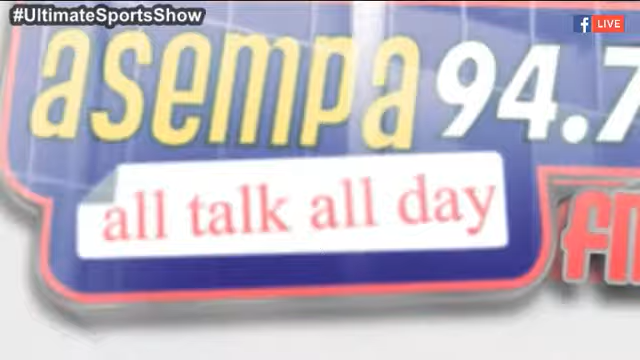 #UltimateSportsShow
f LIVE
asempa 94.7
all talk all day